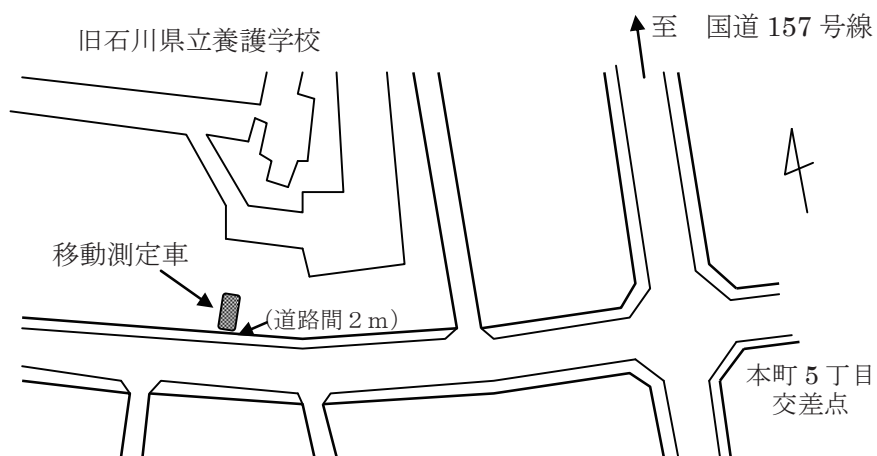 旧石川県立養護学校
至　国道 157 号線
移動測定車
(道路間２ｍ)
本町 5 丁目
交差点